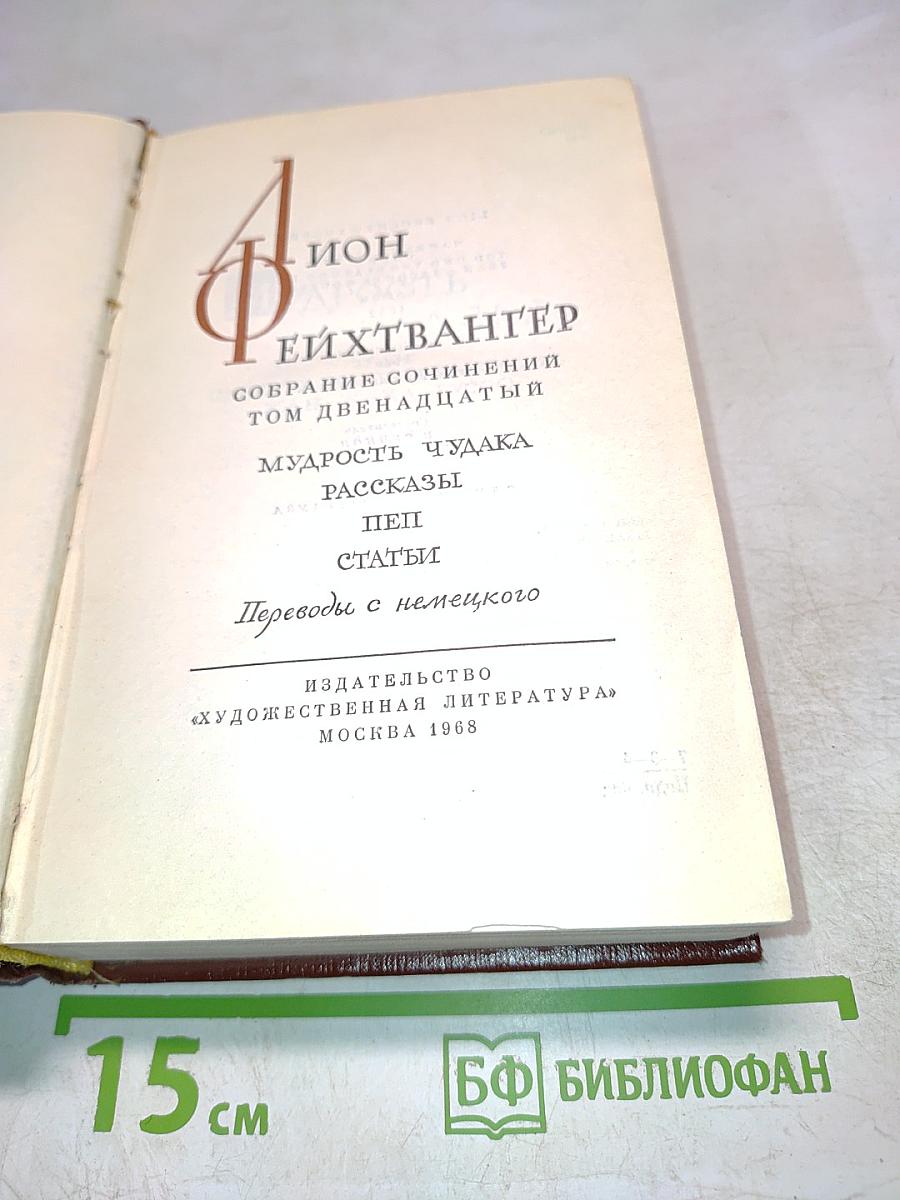 ЛИОН
ФЕЙХТВАНГЕР
СОБРАНИЕ СОЧИНЕНИЙ
ТОМ ДВЕНАДЦАТЫЙ
МУДРОСТЬ ЧУДАКА
РАССКАЗЫ
ПЕП
СТАТЬИ
Переводы с немецкого
ИЗДАТЕЛЬСТВО
«ХУДОЖЕСТВЕННАЯ ЛИТЕРАТУРА»
МОСКВА 1968
15 см
БФ БИБЛИОФАН